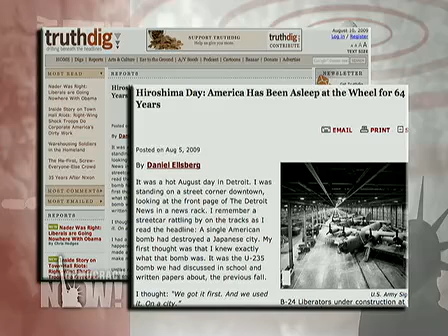 truthdig
drilling beneath the headlines
SUPPORT TRUTHDIG
Help us give you more.
CONTRIBUTE
August 10, 2009
Log in / Register
TEXT SIZE
HOME | Dig | Reports | Arts & Culture | Ear to the Ground | A/V Booth | Podcast | Cartoons | Bazaar | Donate | Advertise
MOST READ
REPORTS
NEWSLETTER
Nader Was Right:
Liberals are Going
Nowhere With
Obama
Inside Story on
Town Hall Riots:
Right-Wing
Shock Troops Do
Corporate America's
Dirty Work
Warehousing Soldiers
in the Homeland
The Me-First, Screw-
Everyone-Else Crowd
35 Years After Nixon
MOST COMMENTED
MOST EMAILED
REPORTS
Nader Was Right:
Liberals are Going
Nowhere With Obama
By Chris Hedges
Inside Story on
Town Hall Riots:
Hiroshima Day: America Has Been Asleep at the Wheel for 64
Years
EMAIL PRINT
Posted on Aug 5, 2009
By Daniel Ellsberg
It was a hot August day in Detroit. I was
standing on a street corner downtown,
looking at the front page of The Detroit
News in a news rack. I remember a
streetcar rattling by on the tracks as I
read the headline: A single American
bomb had destroyed a Japanese city. My
first thought was that I knew exactly
what that bomb was. It was the U-235
bomb we had discussed in school and
written papers about, the previous fall.
I thought: "We got it first. And we used
it. On a city."
U.S. Army Sig
B-24 Liberators under construction at
DEMOCRACY
NOW!